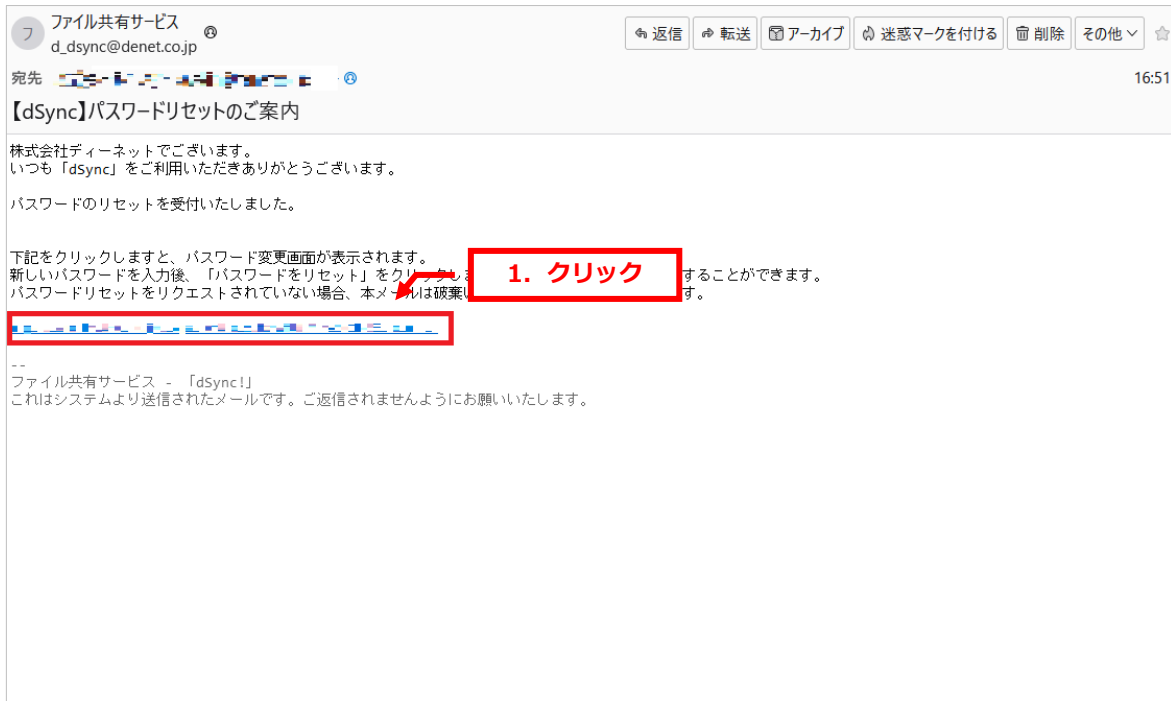 フ
ファイル共有サービス
d_dsync@denet.co.jp
返信
転送
アーカイブ
迷惑マークを付ける
削除
その他
宛先
16:51
【dSync】パスワードリセットのご案内
株式会社ディーネットでございます。
いつも「dSync」をご利用いただきありがとうございます。
パスワードのリセットを受付いたしました。
下記をクリックしますと、パスワード変更画面が表示されます。
新しいパスワードを入力後、「パスワードをリセット」をクリックしま することができます。
パスワードリセットをリクエストされていない場合、本メールは破棄い す。
1. クリック
--
ファイル共有サービス - 「dSync!」
これはシステムより送信されたメールです。ご返信されませんようにお願いいたします。